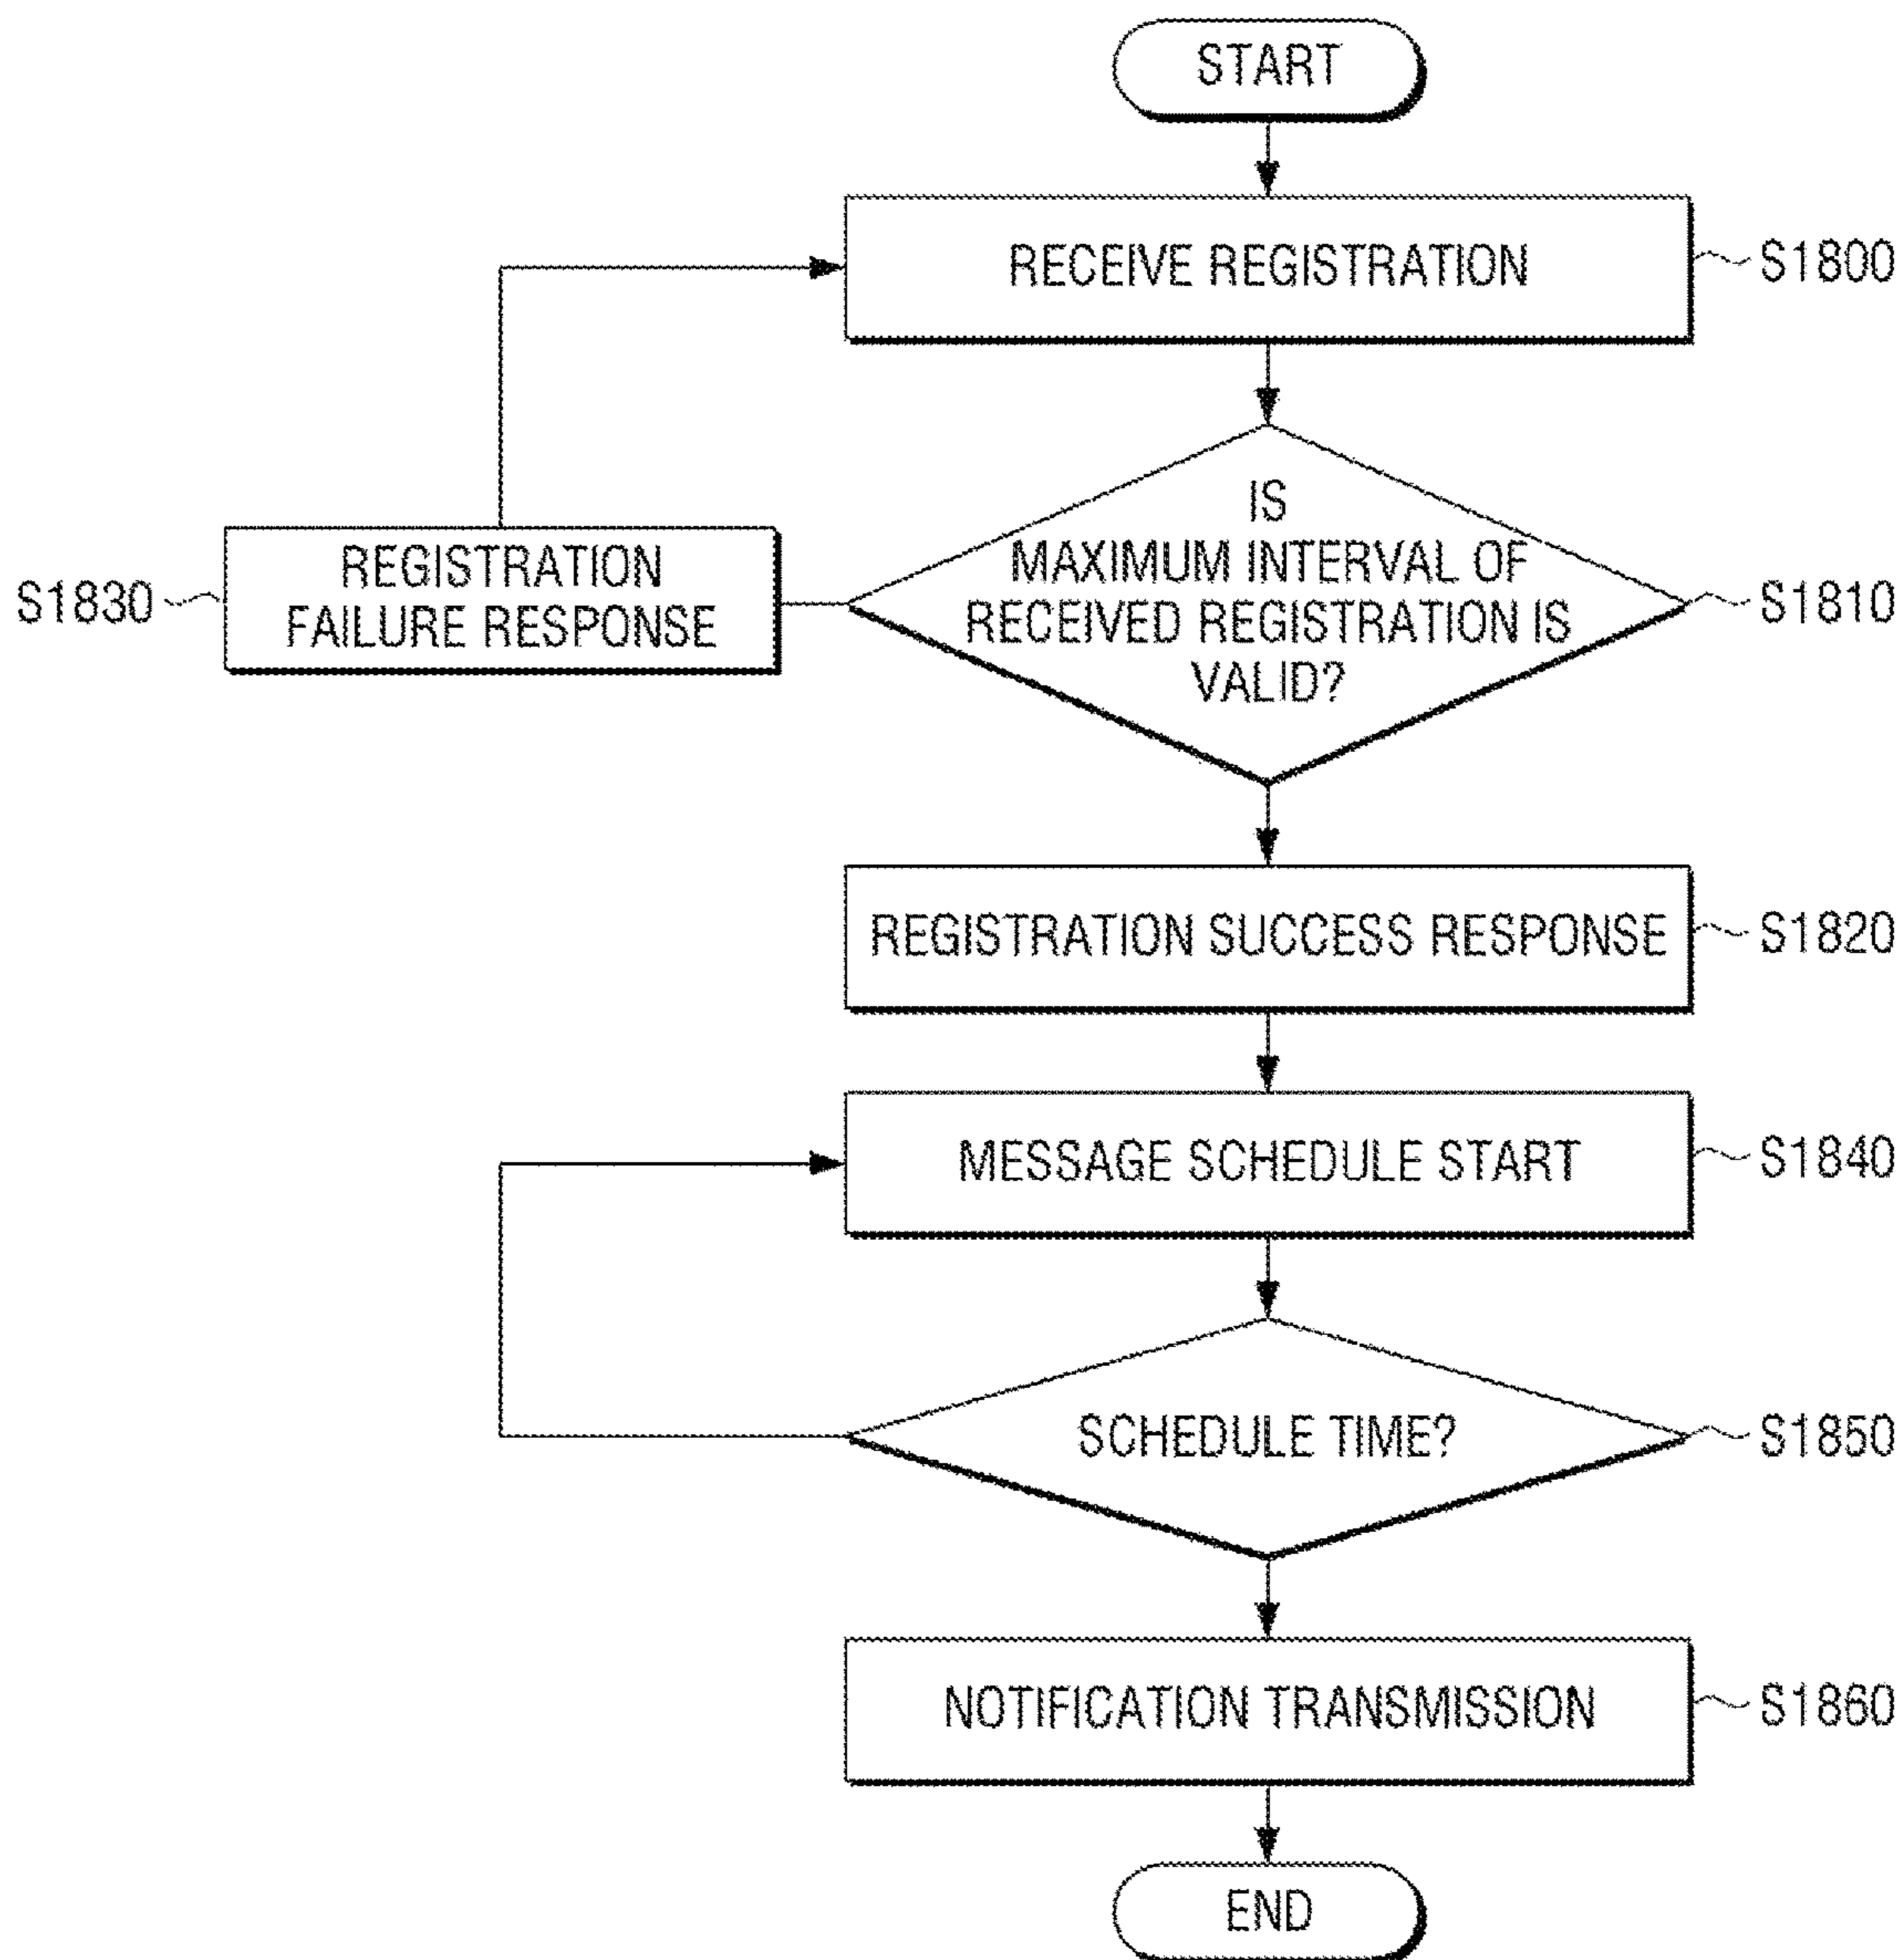 START
RECEIVE REGISTRATION
S1800
IS
MAXIMUM INTERVAL OF
RECEIVED REGISTRATION IS
VALID?
S1810
REGISTRATION
FAILURE RESPONSE
S1830
REGISTRATION SUCCESS RESPONSE
S1820
MESSAGE SCHEDULE START
S1840
SCHEDULE TIME?
S1850
NOTIFICATION TRANSMISSION
S1860
END